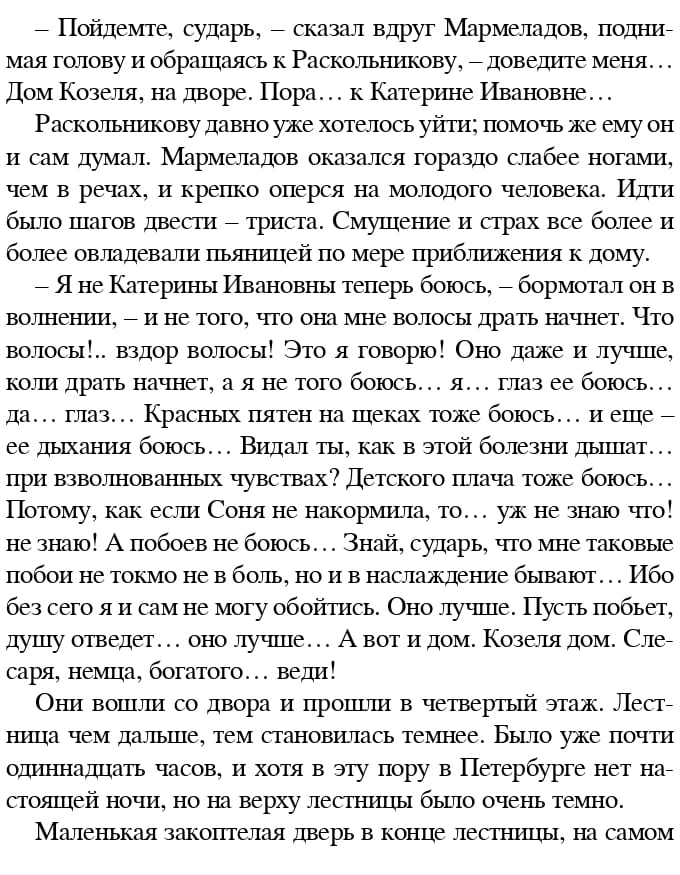 – Пойдемте, сударь, – сказал вдруг Мармеладов, подни-
мая голову и обращаясь к Раскольникову, – доведите меня…
Дом Козеля, на дворе. Пора… к Катерине Ивановне…
Раскольникову давно уже хотелось уйти; помочь же ему он
и сам думал. Мармеладов оказался гораздо слабее ногами,
чем в речах, и крепко оперся на молодого человека. Идти
было шагов двести – триста. Смущение и страх все более и
более овладевали пьяницей по мере приближения к дому.
– Я не Катерины Ивановны теперь боюсь, – бормотал он в
волнении, – и не того, что она мне волосы драть начнет. Что
волосы!.. вздор волосы! Это я говорю! Оно даже и лучше,
коли драть начнет, а я не того боюсь… я… глаз ее боюсь…
да… глаз… Красных пятен на щеках тоже боюсь… и еще –
ее дыхания боюсь… Видал ты, как в этой болезни дышат…
при взволнованных чувствах? Детского плача тоже боюсь…
Потому, как если Соня не накормила, то… уж не знаю что!
не знаю! А побоев не боюсь… Знай, сударь, что мне таковые
побои не токмо не в боль, но и в наслаждение бывают… Ибо
без сего я и сам не могу обойтись. Оно лучше. Пусть побьет,
душу отведет… оно лучше… А вот и дом. Козеля дом. Сле-
саря, немца, богатого… веди!
Они вошли со двора и прошли в четвертый этаж. Лест-
ница чем дальше, тем становилась темнее. Было уже почти
одиннадцать часов, и хотя в эту пору в Петербурге нет на-
стоящей ночи, но на верху лестницы было очень темно.
Маленькая закоптелая дверь в конце лестницы, на самом